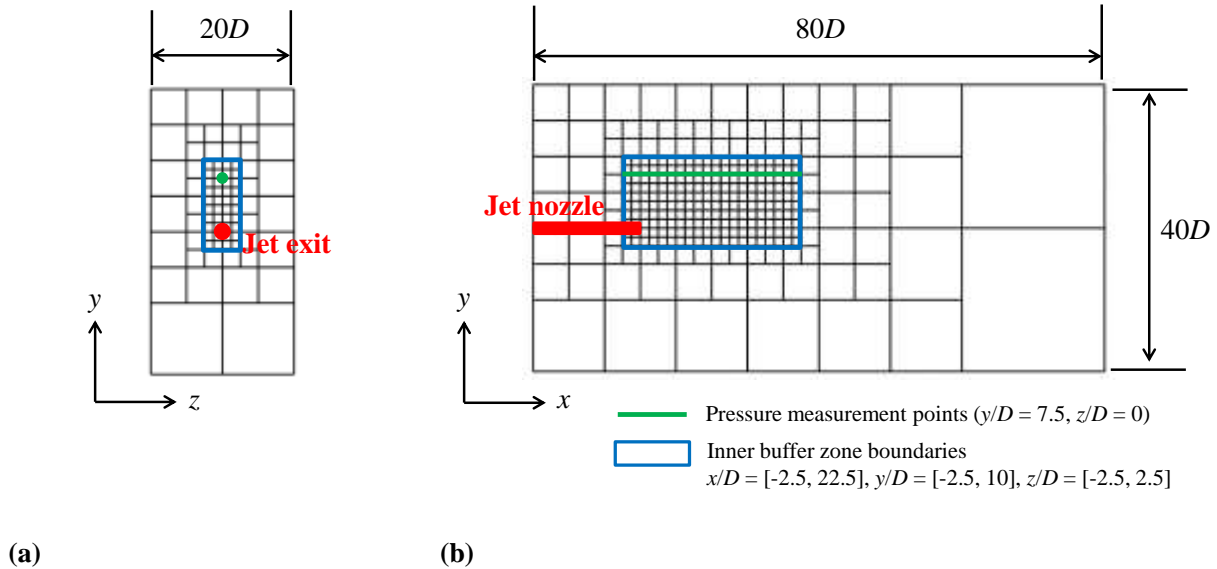 20D
80D
Jet nozzle
Jet exit
40D
y
z
y
x
Pressure measurement points (y/D = 7.5, z/D = 0)
Inner buffer zone boundaries
x/D = [-2.5, 22.5], y/D = [-2.5, 10], z/D = [-2.5, 2.5]
(a)
(b)